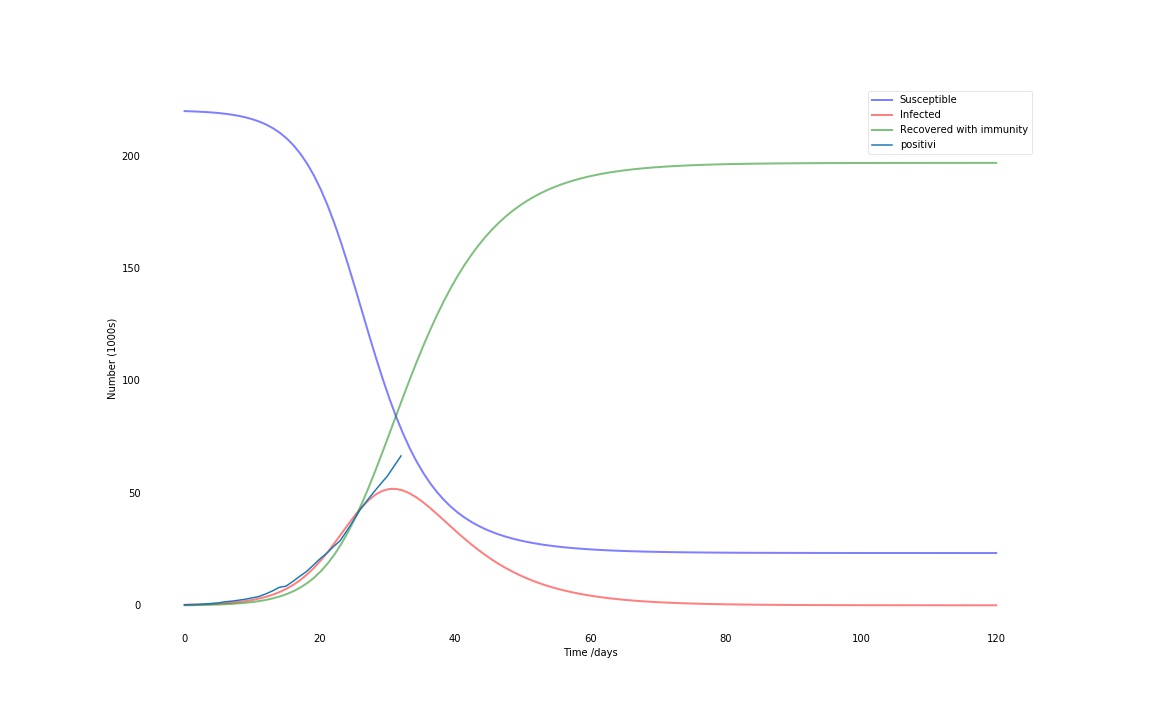 Susceptible
Infected
Recovered with immunity
positivi
200
150
100
50
0
Number (1000s)
0 20 40 60 80 100 120
Time /days